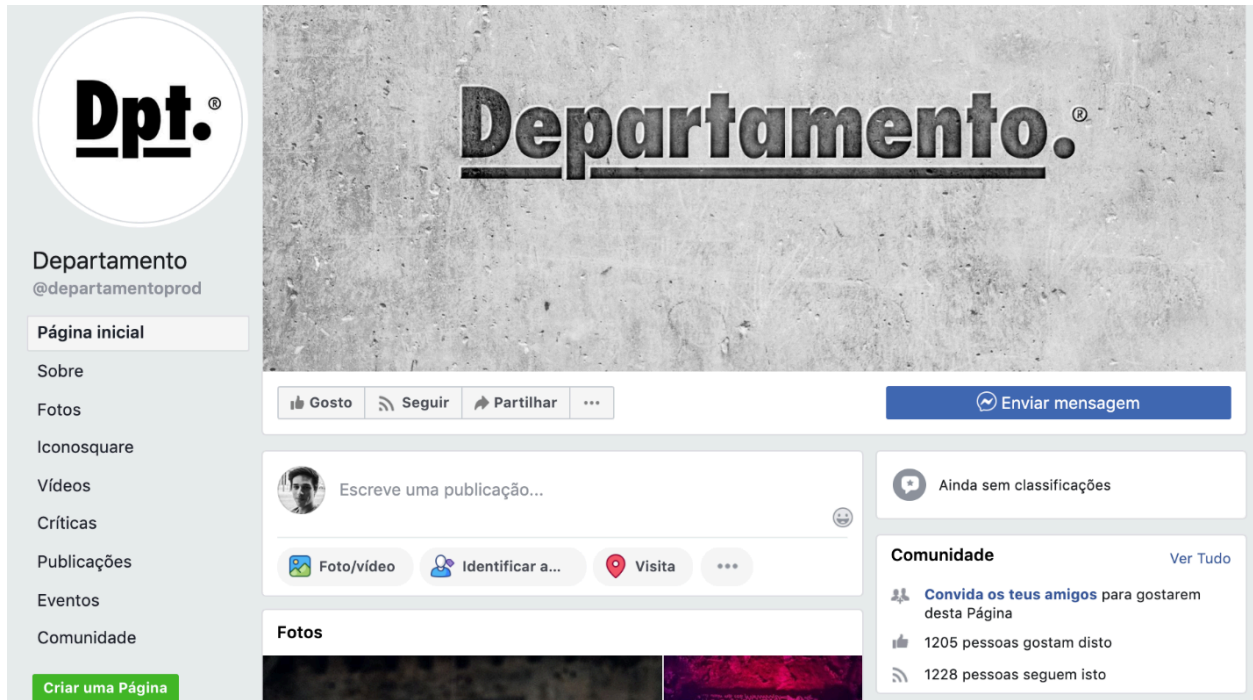 Dpt.®
Departamento
@departamentoprod
Página inicial
Sobre
Fotos
Iconosquare
Vídeos
Críticas
Publicações
Eventos
Comunidade
Criar uma Página
Departamento.®
Gosto
Seguir
Partilhar
...
Enviar mensagem
Escreve uma publicação...
Foto/vídeo
Identificar a...
Visita
...
Fotos
Ainda sem classificações
Comunidade
Ver Tudo
Convida os teus amigos para gostarem
desta Página
1205 pessoas gostam disto
1228 pessoas seguem isto